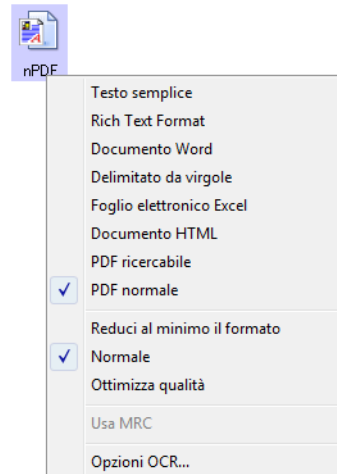 nPDF
Testo semplice
Rich Text Format
Documento Word
Delimitato da virgole
Foglio elettronico Excel
Documento HTML
PDF ricercabile
PDF normale
Reduci al minimo il formato
Normale
Ottimizza qualità
Usa MRC
Opzioni OCR...